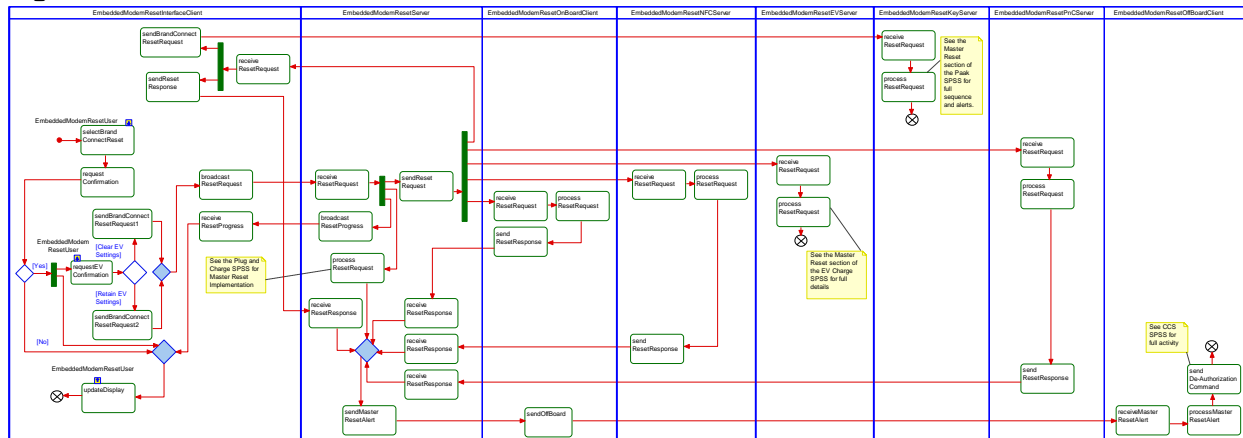 EmbeddedModemResetInterfaceClient
EmbeddedModemResetServer
EmbeddedModemResetOnBoardClient
EmbeddedModemResetNFCServer
EmbeddedModemResetEVServer
EmbeddedModemResetKeyServer
EmbeddedModemResetPnCServer
EmbeddedModemResetOffBoardClient
sendBrandConnect
ResetRequest
receive
ResetRequest
sendReset
Response
receive
ResetRequest
process
ResetRequest
See the
Master
Reset
section of
the Paak
SPSS for
full
sequence
and alerts.
EmbeddedModemResetUser
selectBrand
ConnectReset
request
Confirmation
broadcast
ResetRequest
receive
ResetProgress
receive
ResetRequest
broadcast
ResetProgress
sendReset
Request
receive
ResetRequest
process
ResetRequest
send
ResetResponse
receive
ResetRequest
process
ResetRequest
receive
ResetRequest
process
ResetRequest
receive
ResetRequest
process
ResetRequest
sendBrandConnect
ResetRequest1
EmbeddedModem
ResetUser
[Clear EV
Settings]
[Yes]
requestEV
Confirmation
[Retain EV
Settings]
sendBrandConnect
ResetRequest2
[No]
See the Plug and
Charge SPSS for
Master Reset
Implementation
process
ResetRequest
See the Master
Reset section of
the EV Charge
SPSS for full
details
receive
ResetResponse
receive
ResetResponse
receive
ResetResponse
receive
ResetResponse
send
ResetResponse
send
ResetResponse
See CCS
SPSS for
full activity
send
De-Authorization
Command
EmbeddedModemResetUser
updateDisplay
sendMaster
ResetAlert
sendOffBoard
receiveMaster
ResetAlert
processMaster
ResetAlert